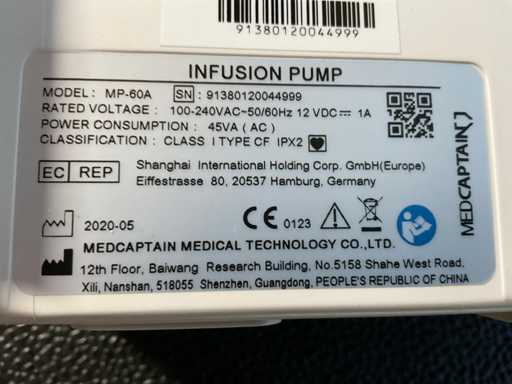 91380120044999
INFUSION PUMP
MODEL: MP-60A SN: 91380120044999
RATED VOLTAGE: 100-240VAC~50/60Hz 12 VDC⎓ 1A
POWER CONSUMPTION: 45VA (AC)
CLASSIFICATION: CLASS I TYPE CF IPX2
EC REP
Shanghai International Holding Corp. GmbH(Europe)
Eiffestrasse 80, 20537 Hamburg, Germany
MEDCAPTAIN
2020-05
CE 0123
MEDCAPTAIN MEDICAL TECHNOLOGY CO.,LTD.
12th Floor, Baiwang Research Building, No.5158 Shahe West Road.
Xili, Nanshan, 518055 Shenzhen, Guangdong, PEOPLE'S REPUBLIC OF CHINA